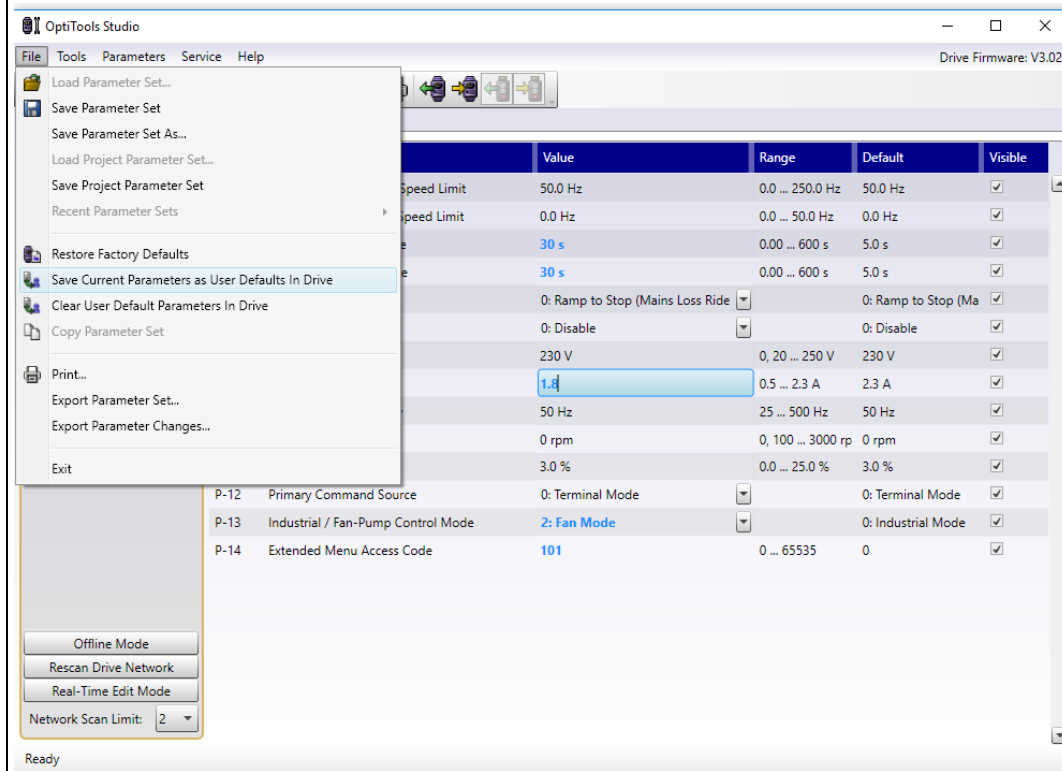 OptiTools Studio
File Tools Parameters Service Help Drive Firmware: V3.02
Load Parameter Set...
Save Parameter Set
Save Parameter Set As...
Load Project Parameter Set...
Save Project Parameter Set
Recent Parameter Sets
Restore Factory Defaults
Save Current Parameters as User Defaults In Drive
Clear User Default Parameters In Drive
Copy Parameter Set
Print...
Export Parameter Set...
Export Parameter Changes...
Exit
Value Range Default Visible
Speed Limit 50.0 Hz 0.0 ... 250.0 Hz 50.0 Hz
Speed Limit 0.0 Hz 0.0 ... 50.0 Hz 0.0 Hz
30 s 0.00 ... 600 s 5.0 s
30 s 0.00 ... 600 s 5.0 s
0: Ramp to Stop (Mains Loss Ride 0: Ramp to Stop (Ma
0: Disable 0: Disable
230 V 0, 20 ... 250 V 230 V
1.8 0.5 ... 2.3 A 2.3 A
50 Hz 25 ... 500 Hz 50 Hz
0 rpm 0, 100 ... 3000 rp 0 rpm
3.0 % 0.0 ... 25.0 % 3.0 %
P-12 Primary Command Source 0: Terminal Mode 0: Terminal Mode
P-13 Industrial / Fan-Pump Control Mode 2: Fan Mode 0: Industrial Mode
P-14 Extended Menu Access Code 101 0 ... 65535 0
Offline Mode
Rescan Drive Network
Real-Time Edit Mode
Network Scan Limit: 2
Ready